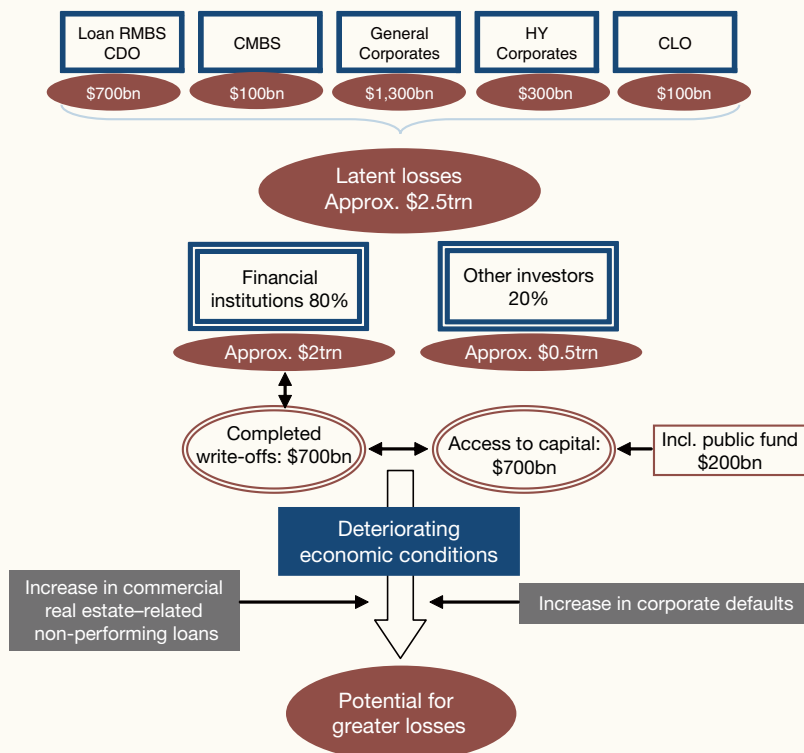 Loan RMBS
CDO
CMBS
General
Corporates
HY
Corporates
CLO
$700bn
$100bn
$1,300bn
$300bn
$100bn
Latent losses
Approx. $2.5trn
Financial
institutions 80%
Other investors
20%
Approx. $2trn
Approx. $0.5trn
Completed
write-offs: $700bn
Access to capital:
$700bn
Incl. public fund
$200bn
Deteriorating
economic conditions
Increase in commercial
real estate–related
non-performing loans
Increase in corporate defaults
Potential for
greater losses